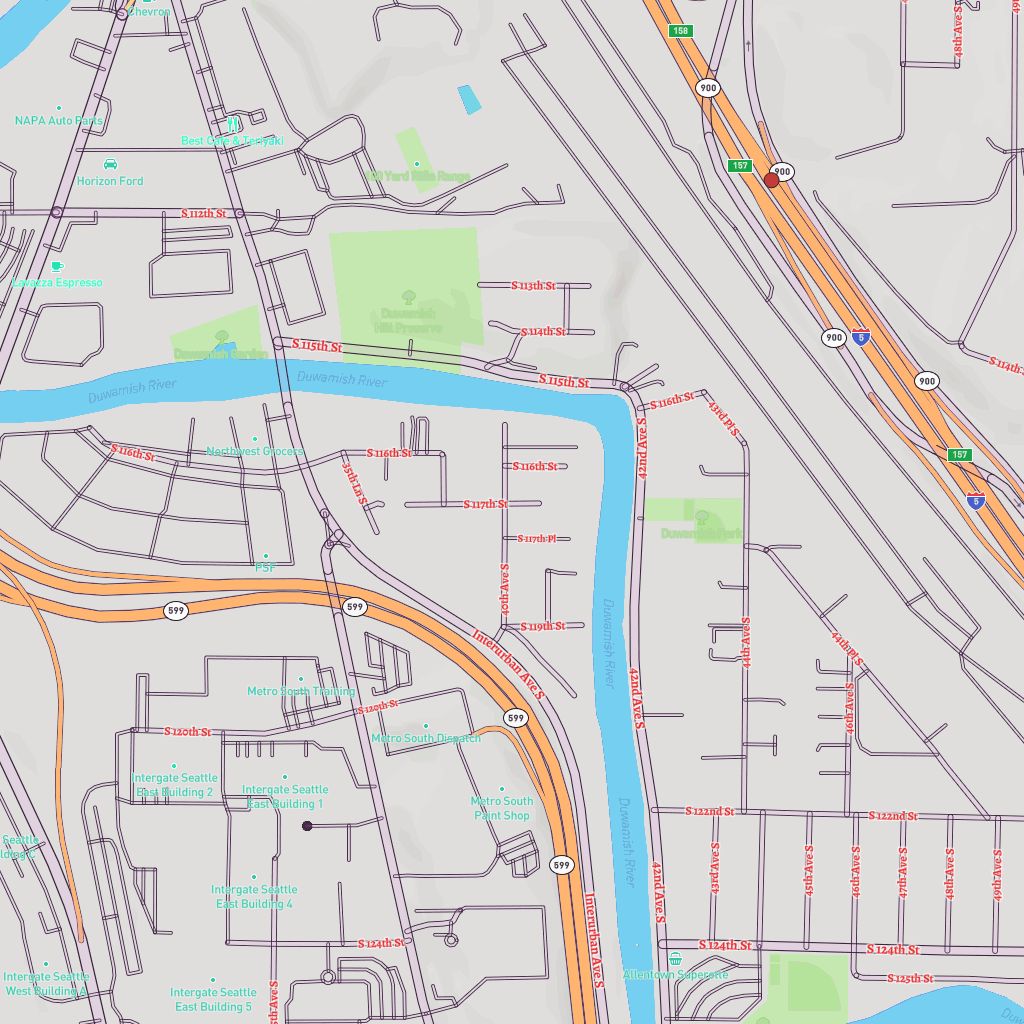 Chevron
158
48th Ave S
49th
900
NAPA Auto Parts
Best Cafe & Teriyaki
157
900
Horizon Ford
S 112th St
Lavazza Espresso
S 113th St
Duwamish
Hill Preserve
S 114th St
900
5
Duwamish Garden
S 115th St
S 114th
Duwamish River
Duwamish River
S 115th St
900
S 116th St
43rd Pl S
42nd Ave S
S 116th St
Northwest Grocers
S 116th St
35th Ln S
S 116th St
157
5
S 117th St
Duwamish Park
S 117th Pl
PSF
40th Ave S
599
599
Duwamish River
S 119th St
Interurban Ave S
44th Ave S
44th Pl S
Metro South Training
S 120th St
42nd Ave S
46th Ave S
599
S 120th St
Metro South Dispatch
Intergate Seattle
East Building 2
Intergate Seattle
East Building 1
Metro South
Paint Shop
Duwamish River
S 122nd St
S 122nd St
Seattle
599
43rd Ave S
45th Ave S
46th Ave S
47th Ave S
48th Ave S
49th Ave S
Intergate Seattle
East Building 4
42nd Ave S
Interurban Ave S
S 124th St
S 124th St
S 124th St
Allentown Superette
Intergate Seattle
West Building A
S 125th St
Intergate Seattle
East Building 5